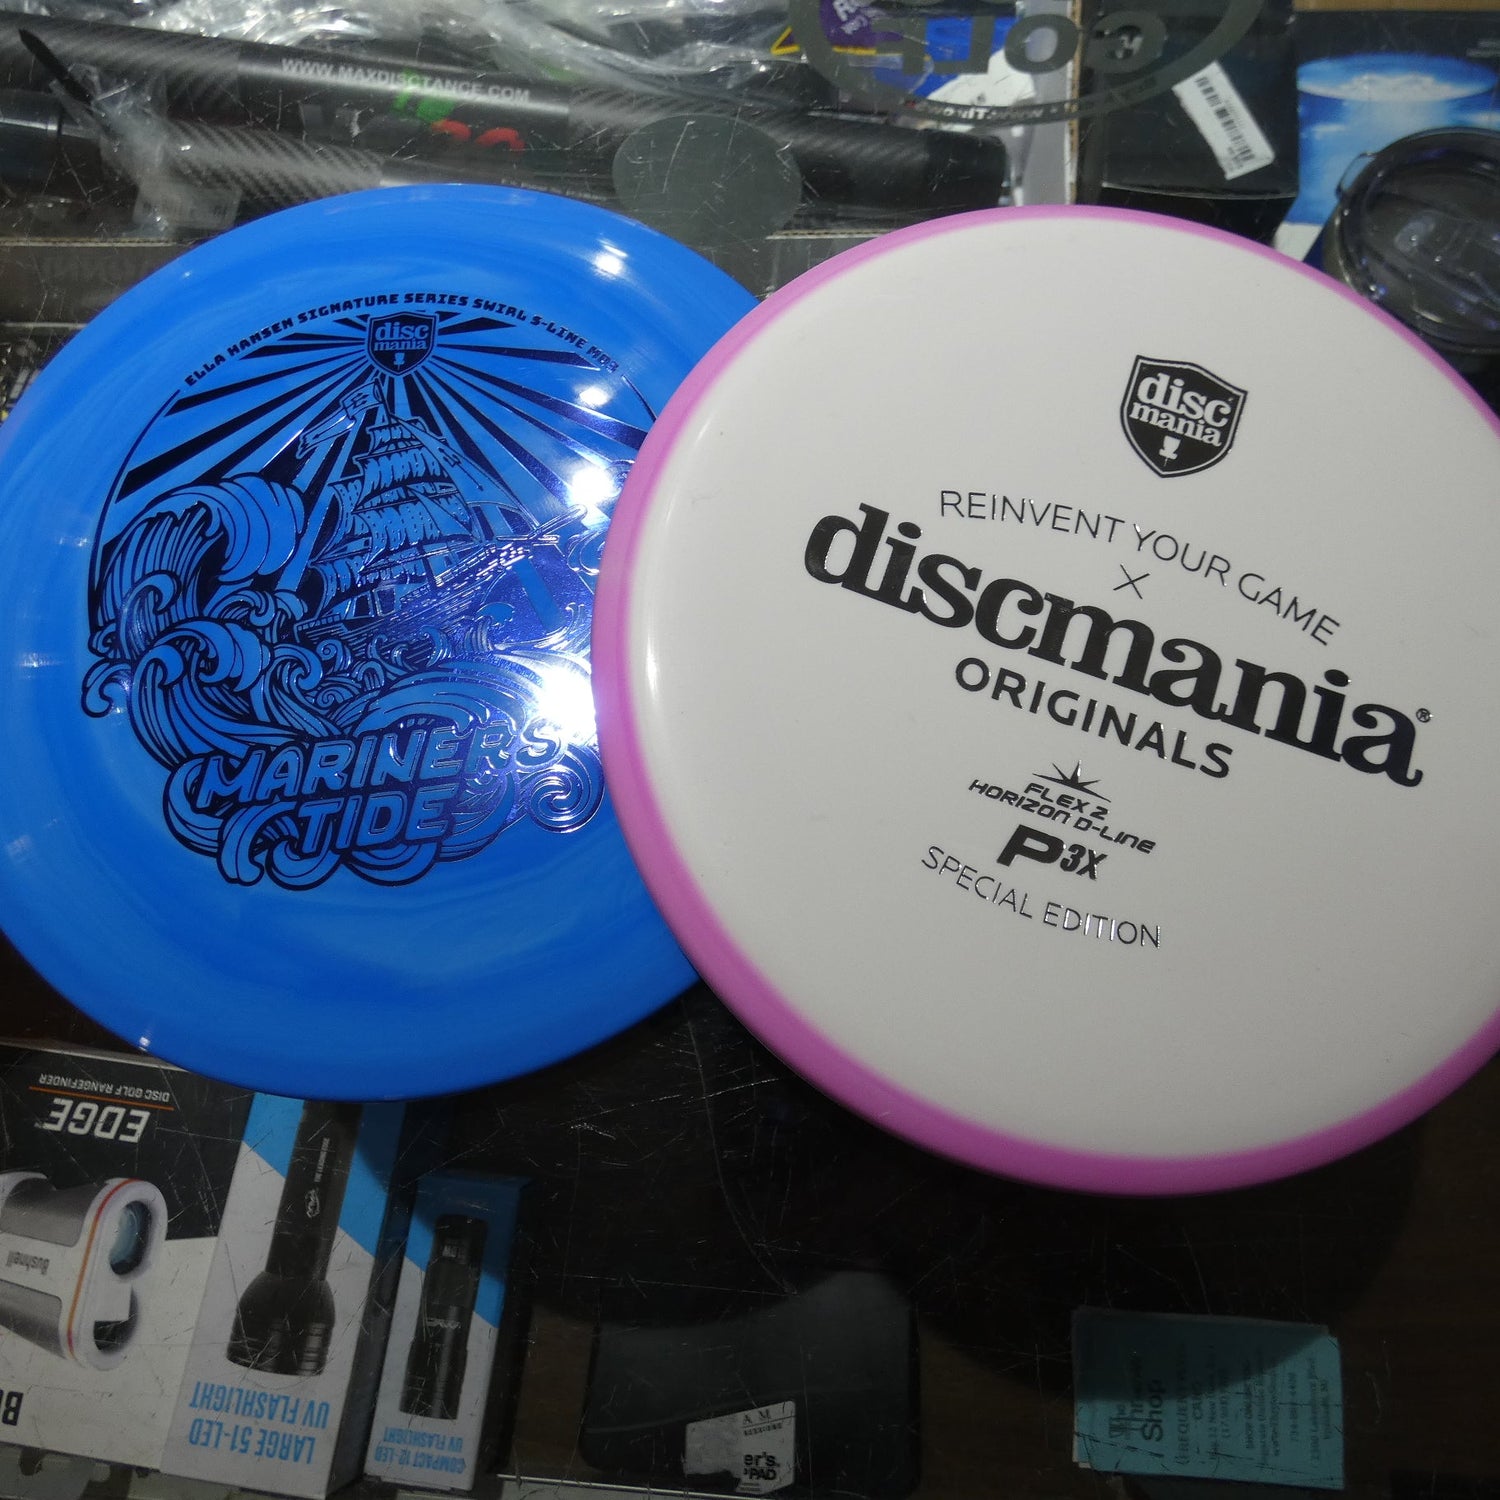 WWW.MAXDISCTANCE.COM
GOLF
ELLA HANSEN SIGNATURE SERIES SWIRL S-LINE MD3
disc
mania
MARINERS
TIDE
disc
mania
REINVENT YOUR GAME
X
discmania®
ORIGINALS
FLEX 2
HORIZON D-LINE
P3X
SPECIAL EDITION
DISC GOLF RANGEFINDER
EDGE
Bushnell
LARGE 51-LED
UV FLASHLIGHT
COMPACT 12-LED
UV FLASHLIGHT
Shop